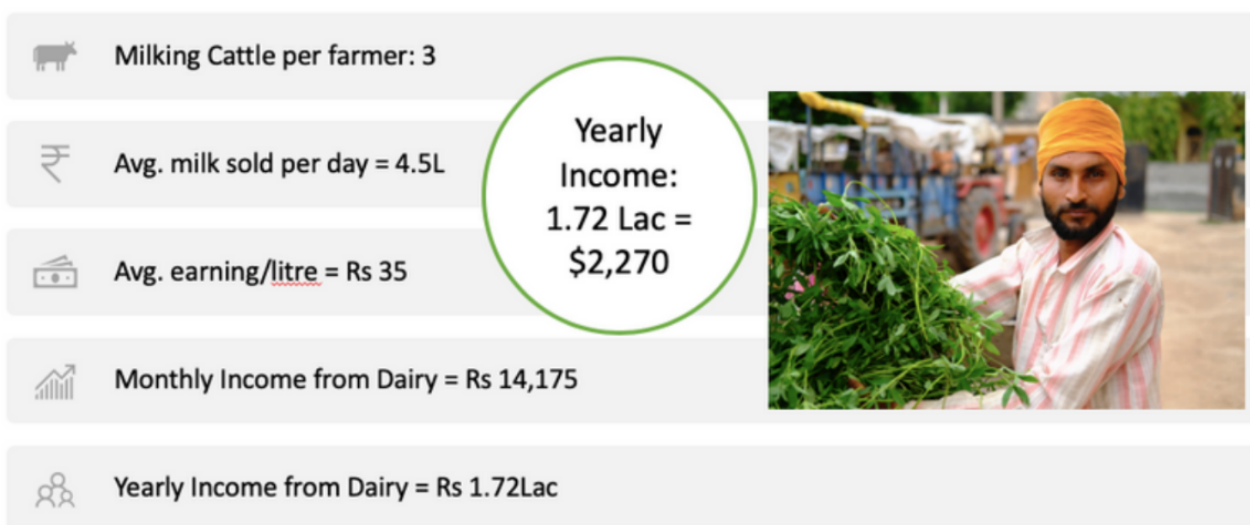 Milking Cattle per farmer: 3
Avg. milk sold per day = 4.5L
Avg. earning/litre = Rs 35
Monthly Income from Dairy = Rs 14,175
Yearly Income from Dairy = Rs 1.72Lac
Yearly
Income:
1.72 Lac =
$2,270